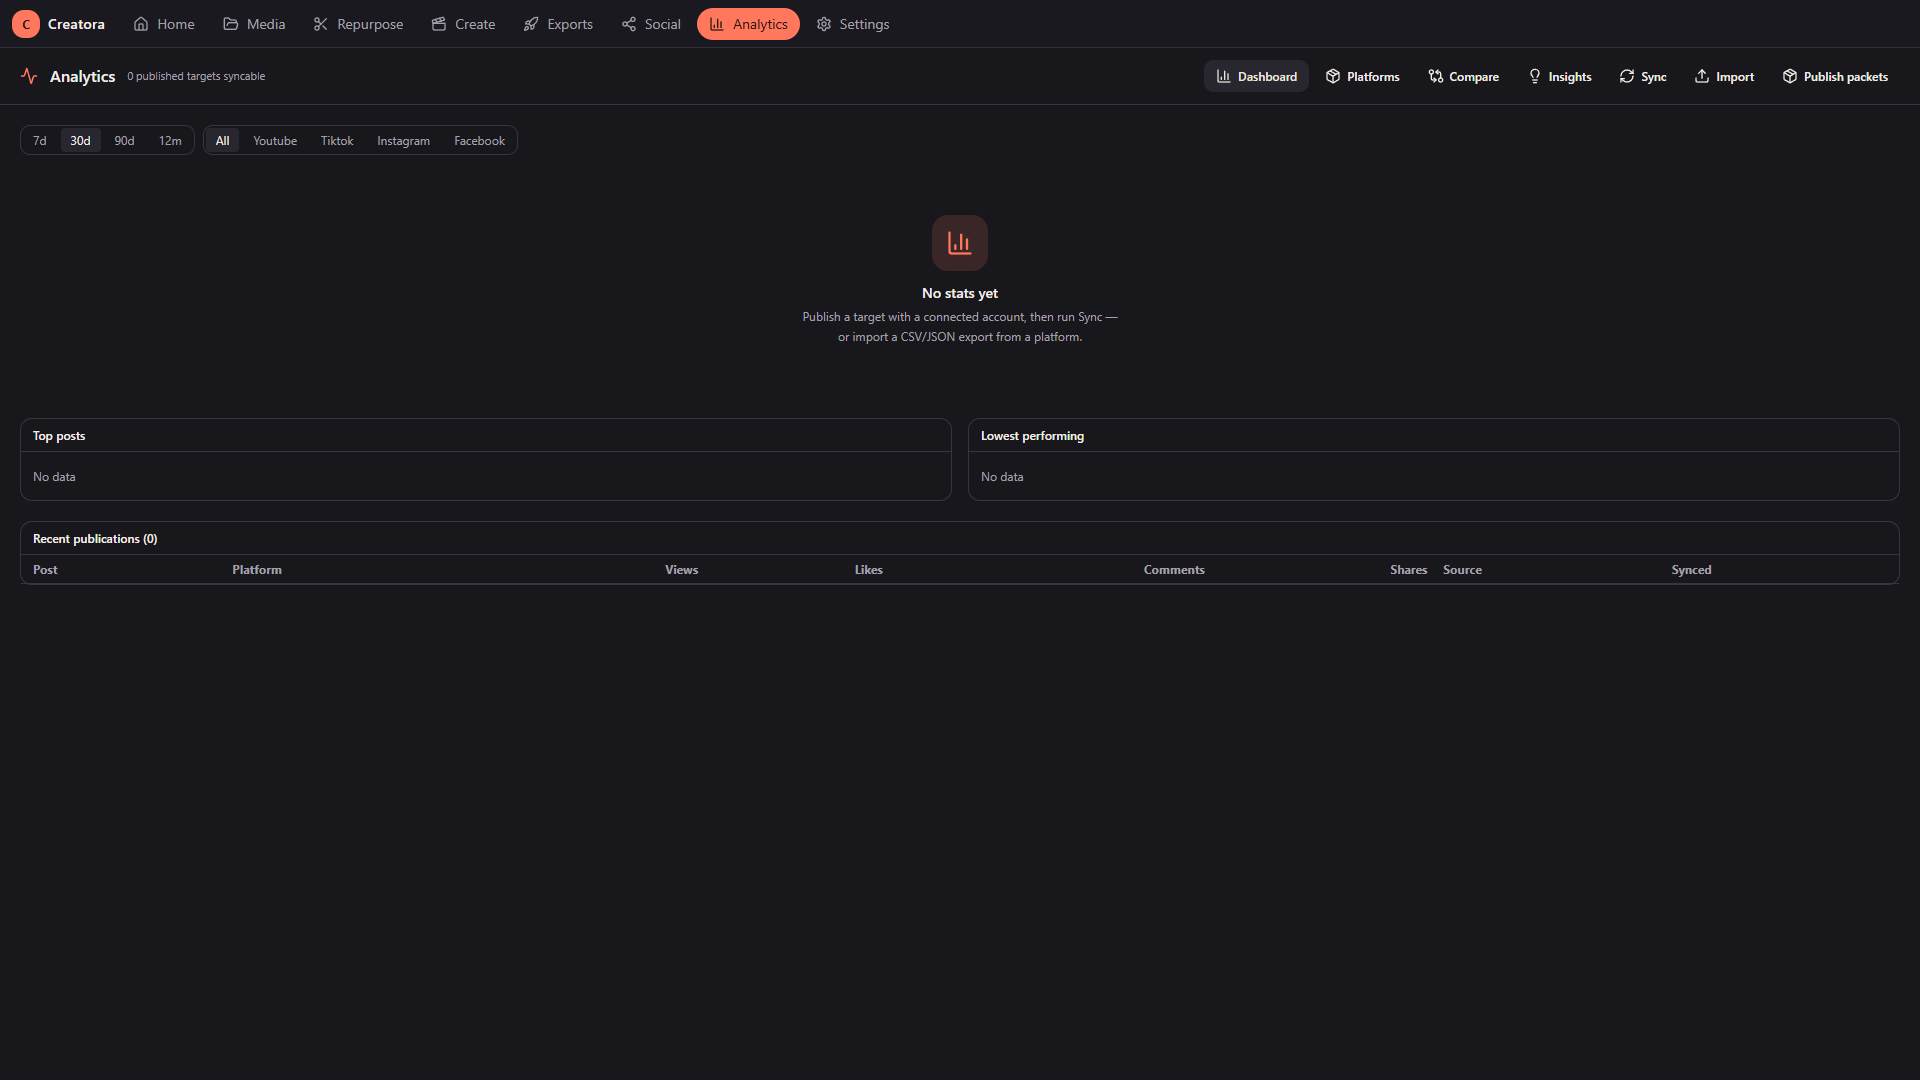 C Creatora Home Media Repurpose Create Exports Social Analytics Settings
Analytics 0 published targets syncable Dashboard Platforms Compare Insights Sync Import Publish packets
7d 30d 90d 12m All Youtube Tiktok Instagram Facebook
No stats yet
Publish a target with a connected account, then run Sync —
or import a CSV/JSON export from a platform.
Top posts
No data
Lowest performing
No data
Recent publications (0)
Post Platform Views Likes Comments Shares Source Synced